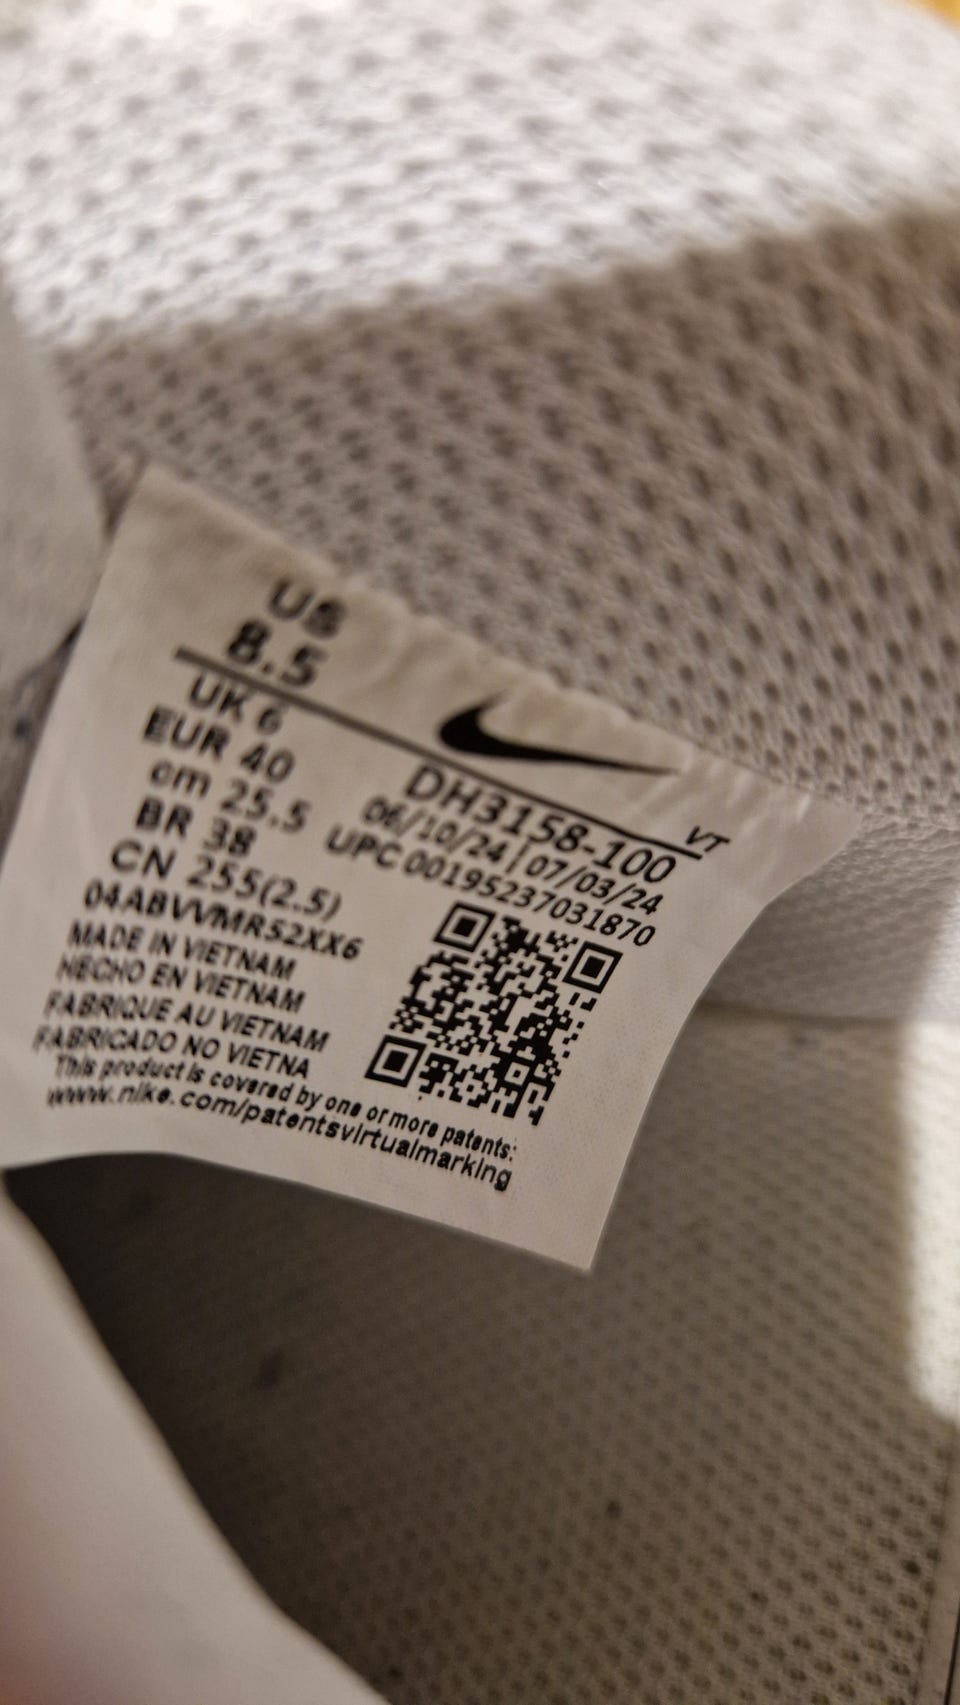 US
8.5
UK 6
EUR 40
cm 25.5
BR 38
CN 255(2.5)
04ABVVMR52XX6
MADE IN VIETNAM
HECHO EN VIETNAM
FABRIQUE AU VIETNAM
FABRICADO NO VIETNA
This product is covered by one or more patents:
www.nike.com/patentsvirtualmarking
VT
DH3158-100
06/10/24 | 07/03/24
UPC 00195237031870